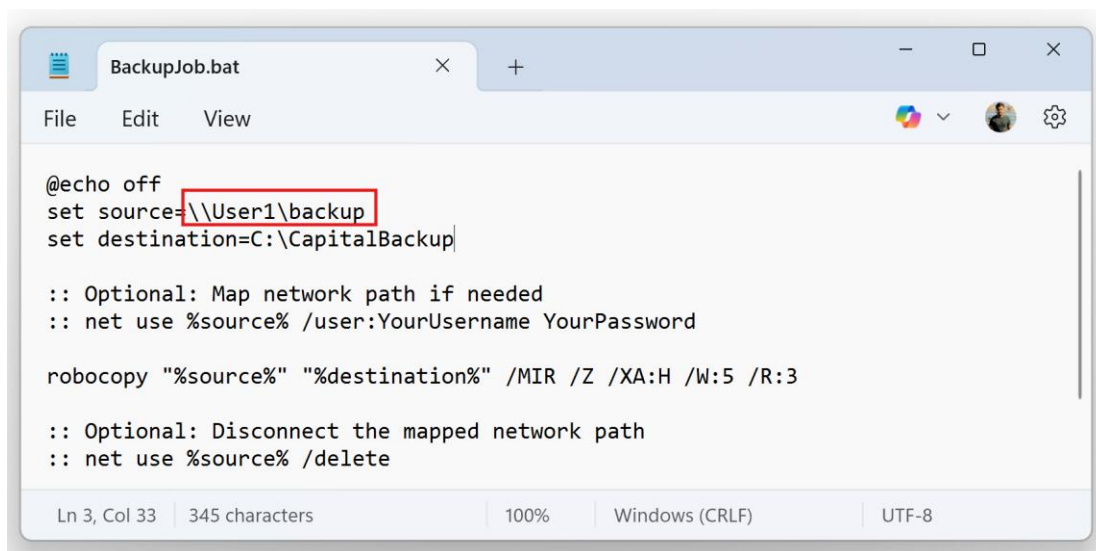 BackupJob.bat
File Edit View
@echo off
set source=\\User1\backup
set destination=C:\CapitalBackup
:: Optional: Map network path if needed
:: net use %source% /user:YourUsername YourPassword
robocopy "%source%" "%destination%" /MIR /Z /XA:H /W:5 /R:3
:: Optional: Disconnect the mapped network path
:: net use %source% /delete
Ln 3, Col 33 345 characters 100% Windows (CRLF) UTF-8